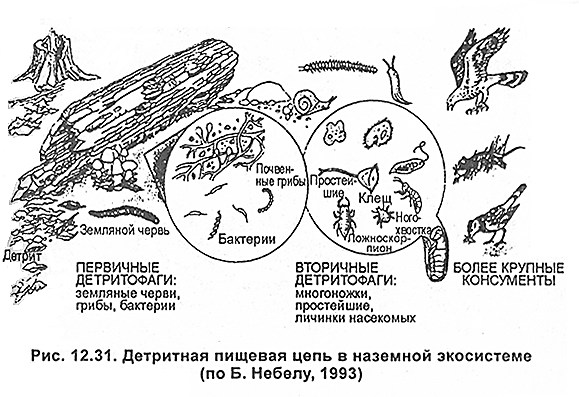 Почвен-
ные грибы
Бактерии
Земляной червь
Детрит
Простей-
шие
Клещ
Ного-
хвостка
Ложноскор-
пион
ПЕРВИЧНЫЕ
ДЕТРИТОФАГИ:
земляные черви,
грибы, бактерии
ВТОРИЧНЫЕ
ДЕТРИТОФАГИ:
многоножки,
простейшие,
личинки насекомых
БОЛЕЕ КРУПНЫЕ
КОНСУМЕНТЫ
Рис. 12.31. Детритная пищевая цепь в наземной экосистеме
(по Б. Небелу, 1993)